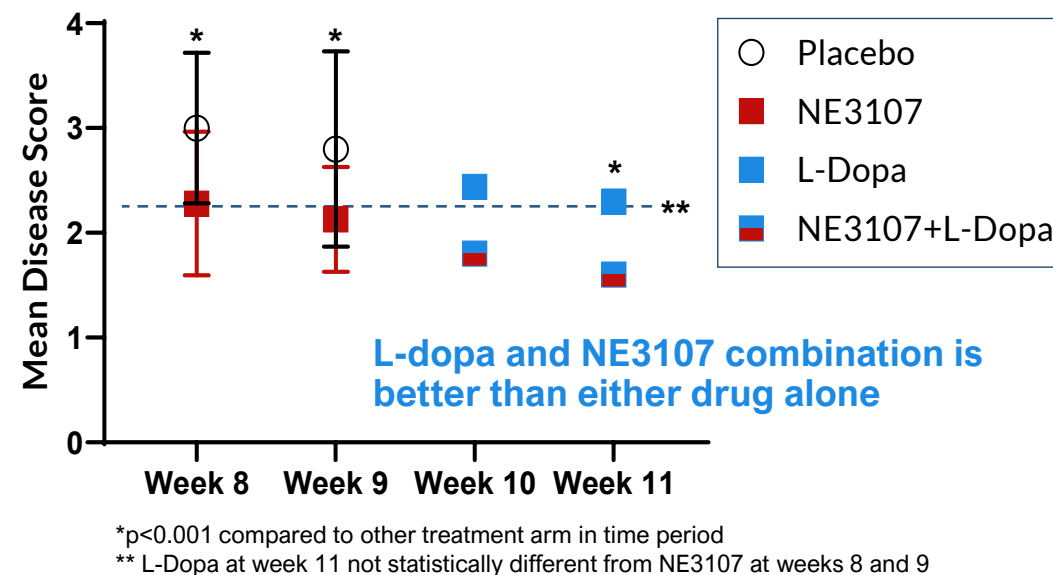 Mean Disease Score
4
3
2
1
0
*
*
*
**
Placebo
NE3107
L-Dopa
NE3107+L-Dopa
L-dopa and NE3107 combination is
better than either drug alone
Week 8 Week 9 Week 10 Week 11
*p<0.001 compared to other treatment arm in time period
** L-Dopa at week 11 not statistically different from NE3107 at weeks 8 and 9